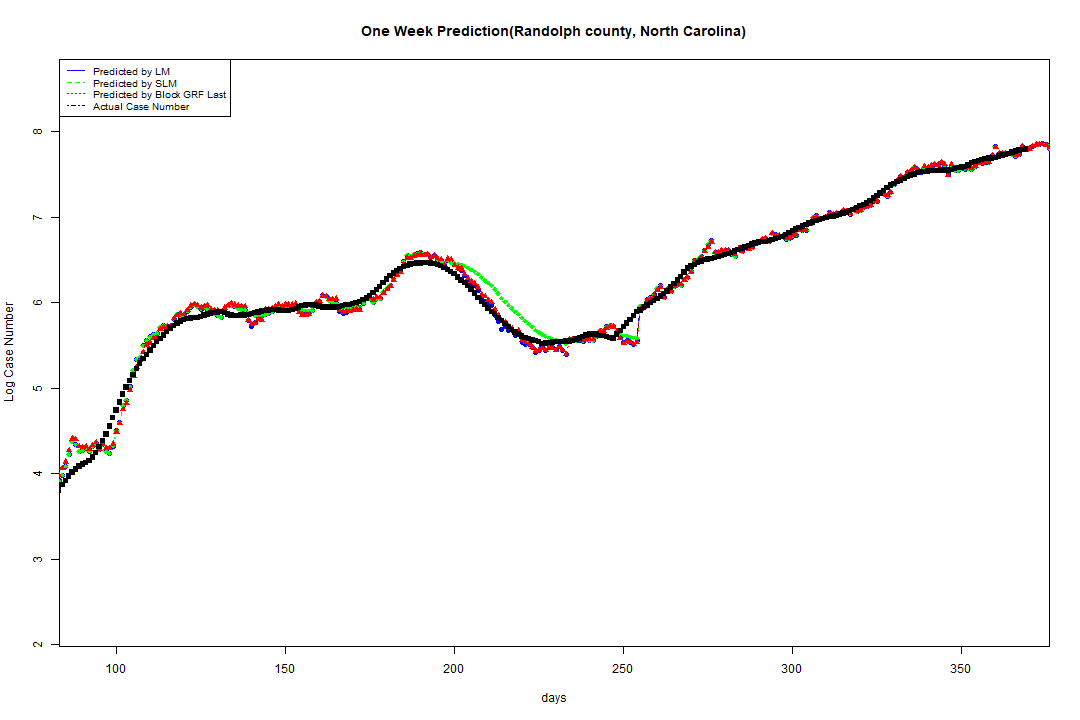 One Week Prediction(Randolph county, North Carolina)
Predicted by LM
Predicted by SLM
Predicted by Block GRF Last
Actual Case Number
8
7
6
5
4
3
2
Log Case Number
100 150 200 250 300 350
days